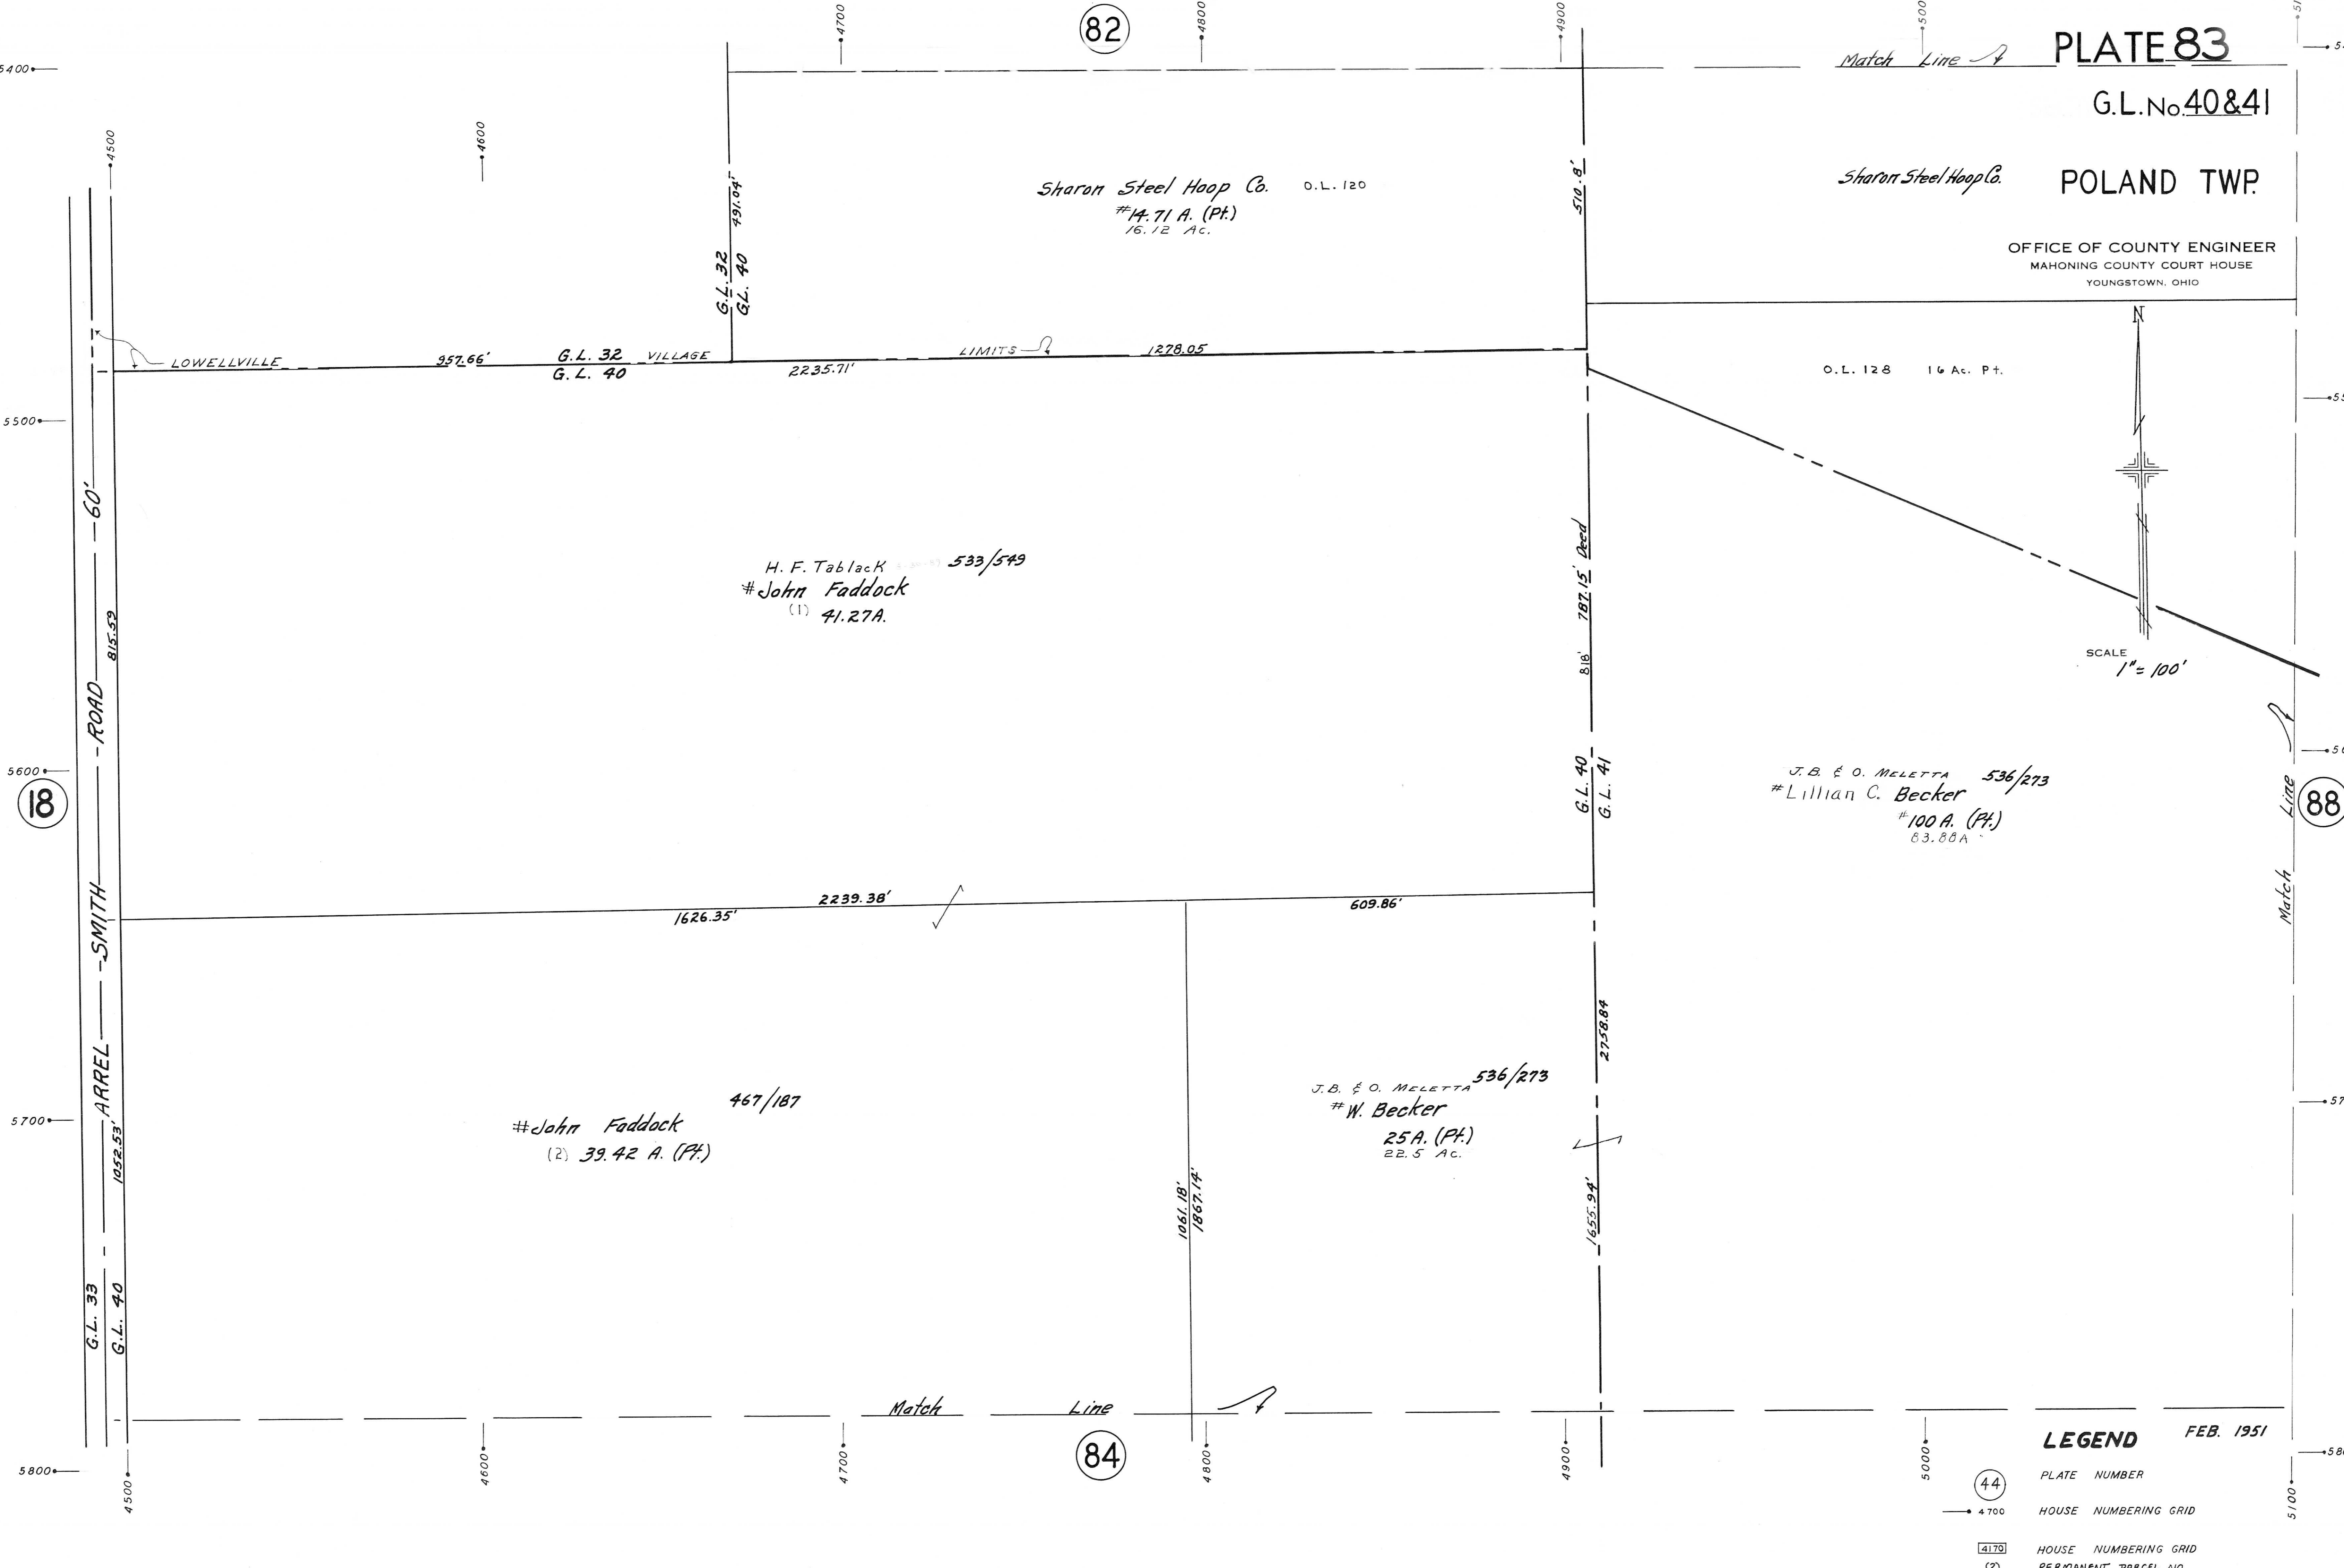 82
4700
4800
4900
500
PLATE 83
Match Line
5400
G.L. No. 40 & 41
4500
4600
Sharon Steel Hoop Co. O.L. 120
#14.71 A. (Pt.)
16.12 Ac.
491.04'
510.8'
Sharon Steel Hoop Co.
POLAND TWP.
OFFICE OF COUNTY ENGINEER
MAHONING COUNTY COURT HOUSE
YOUNGSTOWN, OHIO
G.L. 32
G.L. 40
N
LOWELLVILLE
957.66'
G.L. 32
VILLAGE
LIMITS
1278.05
G.L. 40
2235.71'
O.L. 128 16 Ac. Pt.
5500
60'
H. F. Tablack 533/549
#John Faddock
(1) 41.27A.
787.15' Deed
818'
815.59
SCALE
1"= 100'
ROAD
5600
18
G.L. 40
G.L. 41
J.B. & O. MELETTA 536/273
#Lillian C. Becker
#100 A. (Pt.)
83.88A
Match Line
88
SMITH
2239.38'
1626.35'
609.86'
2758.84
ARREL
5700
467/187
#John Faddock
(2) 39.42 A. (Pt.)
J.B. & O. MELETTA 536/273
#W. Becker
25 A. (Pt.)
22.5 Ac.
1052.53'
1061.18'
1867.14'
1655.94'
G.L. 33
G.L. 40
Match Line
84
5800
4500
4600
4700
4800
4900
5000
5100
LEGEND
FEB. 1951
44 PLATE NUMBER
4700 HOUSE NUMBERING GRID
4170 HOUSE NUMBERING GRID
(2) PERMANENT PARCEL NO.